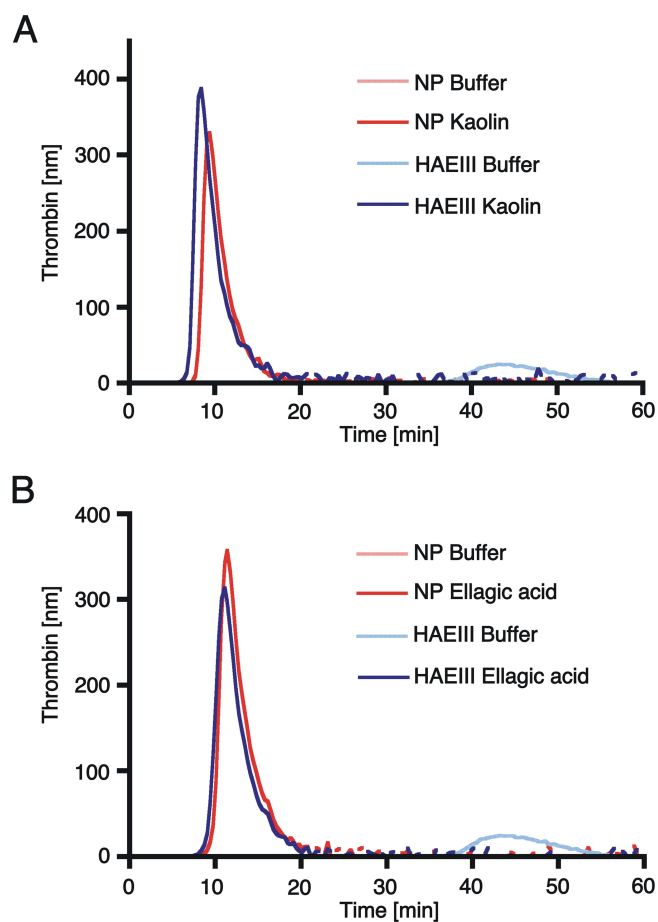 A
400
300
200
100
0
Thrombin [nm]
NP Buffer
NP Kaolin
HAEIII Buffer
HAEIII Kaolin
0 10 20 30 40 50 60
Time [min]
B
400
300
200
100
0
Thrombin [nm]
NP Buffer
NP Ellagic acid
HAEIII Buffer
HAEIII Ellagic acid
0 10 20 30 40 50 60
Time [min]